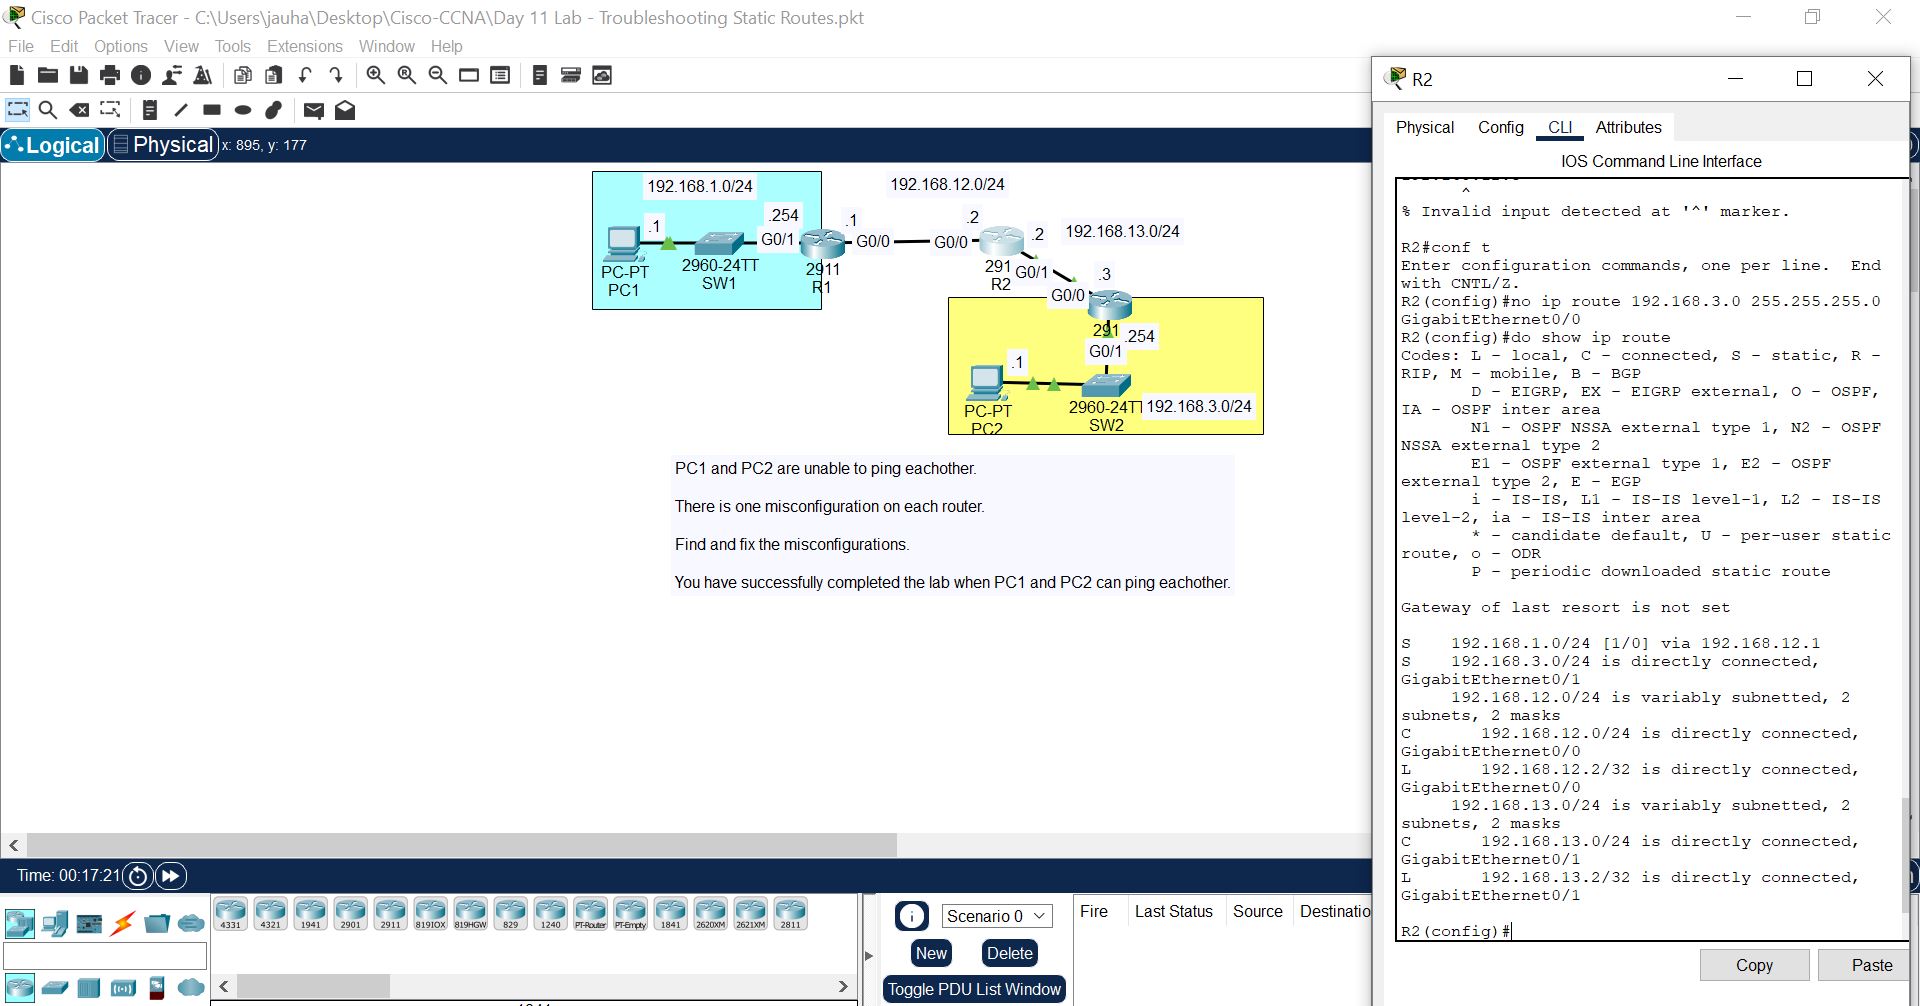 Cisco Packet Tracer - C:\Users\jauha\Desktop\Cisco-CCNA\Day 11 Lab - Troubleshooting Static Routes.pkt
File Edit Options View Tools Extensions Window Help
Logical Physical x: 895, y: 177
192.168.1.0/24
192.168.12.0/24
.254
.1
.1
.2
.2
192.168.13.0/24
G0/1
G0/0
G0/0
PC-PT
PC1
2960-24TT
SW1
2911
R1
291
R2
G0/1
.3
G0/0
291
.254
G0/1
.1
PC-PT
PC2
2960-24TT
SW2
192.168.3.0/24
PC1 and PC2 are unable to ping eachother.
There is one misconfiguration on each router.
Find and fix the misconfigurations.
You have successfully completed the lab when PC1 and PC2 can ping eachother.
Time: 00:17:21
4331 4321 1941 2901 2911 819IOX 819HGW 829 1240 PT-Router PT-Empty 1841 2620XM 2621XM 2811
Scenario 0
New Delete
Toggle PDU List Window
Fire Last Status Source Destinatio
R2
Physical Config CLI Attributes
IOS Command Line Interface
^
% Invalid input detected at '^' marker.
R2#conf t
Enter configuration commands, one per line. End
with CNTL/Z.
R2(config)#no ip route 192.168.3.0 255.255.255.0
GigabitEthernet0/0
R2(config)#do show ip route
Codes: L - local, C - connected, S - static, R -
RIP, M - mobile, B - BGP
D - EIGRP, EX - EIGRP external, O - OSPF,
IA - OSPF inter area
N1 - OSPF NSSA external type 1, N2 - OSPF
NSSA external type 2
E1 - OSPF external type 1, E2 - OSPF
external type 2, E - EGP
i - IS-IS, L1 - IS-IS level-1, L2 - IS-IS
level-2, ia - IS-IS inter area
* - candidate default, U - per-user static
route, o - ODR
P - periodic downloaded static route
Gateway of last resort is not set
S 192.168.1.0/24 [1/0] via 192.168.12.1
S 192.168.3.0/24 is directly connected,
GigabitEthernet0/1
192.168.12.0/24 is variably subnetted, 2
subnets, 2 masks
C 192.168.12.0/24 is directly connected,
GigabitEthernet0/0
L 192.168.12.2/32 is directly connected,
GigabitEthernet0/0
192.168.13.0/24 is variably subnetted, 2
subnets, 2 masks
C 192.168.13.0/24 is directly connected,
GigabitEthernet0/1
L 192.168.13.2/32 is directly connected,
GigabitEthernet0/1
R2(config)#
Copy Paste